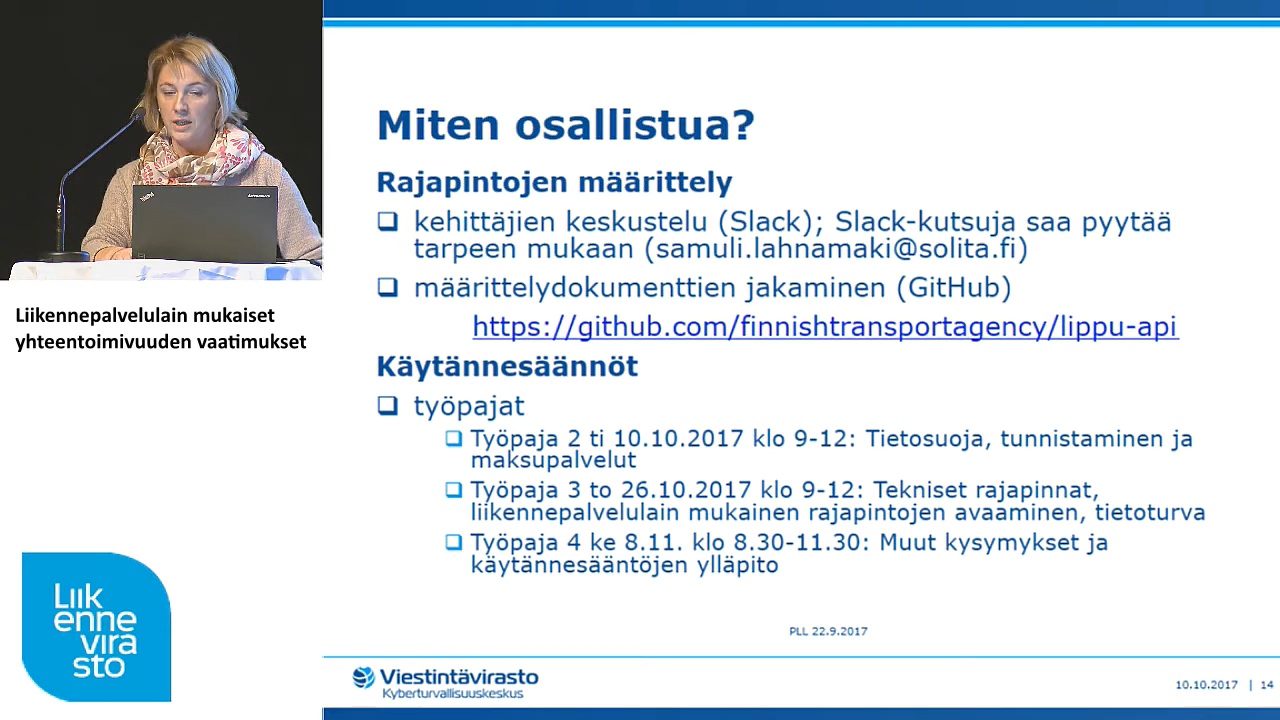 Miten osallistua?
Rajapintojen määrittely
❑ kehittäjien keskustelu (Slack); Slack-kutsuja saa pyytää
tarpeen mukaan (samuli.lahnamaki@solita.fi)
❑ määrittelydokumenttien jakaminen (GitHub)
https://github.com/finnishtransportagency/lippu-api
Käytännesäännöt
❑ työpajat
❑ Työpaja 2 ti 10.10.2017 klo 9-12: Tietosuoja, tunnistaminen ja
maksupalvelut
❑ Työpaja 3 to 26.10.2017 klo 9-12: Tekniset rajapinnat,
liikennepalvelulain mukainen rajapintojen avaaminen, tietoturva
❑ Työpaja 4 ke 8.11. klo 8.30-11.30: Muut kysymykset ja
käytännesääntöjen ylläpito
PLL 22.9.2017
Viestintävirasto
Kyberturvallisuuskeskus
10.10.2017 | 14
Liikennepalvelulain mukaiset
yhteentoimivuuden vaatimukset
Liik
enne
vira
sto